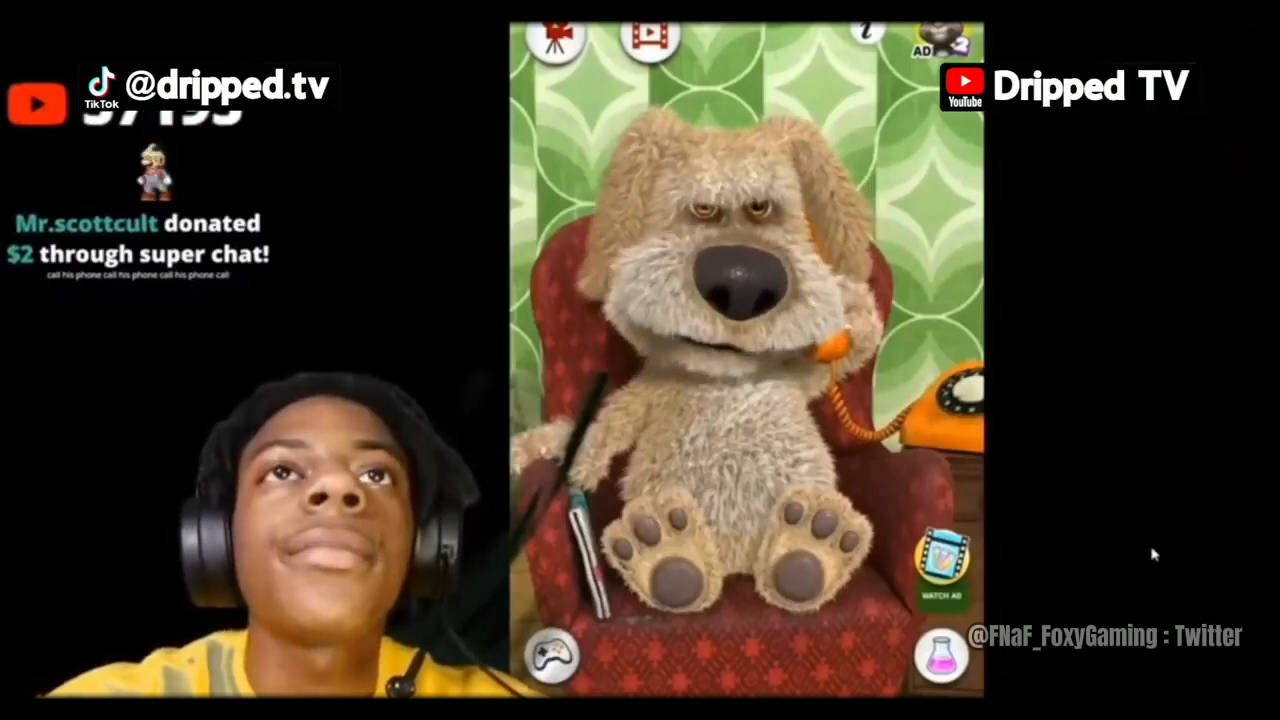 TikTok @dripped.tv
YouTube Dripped TV
i
AD
2
Mr.scottcult donated
$2 through super chat!
call his phone call his phone call his phone call
WATCH AD
@FNaF_FoxyGaming : Twitter